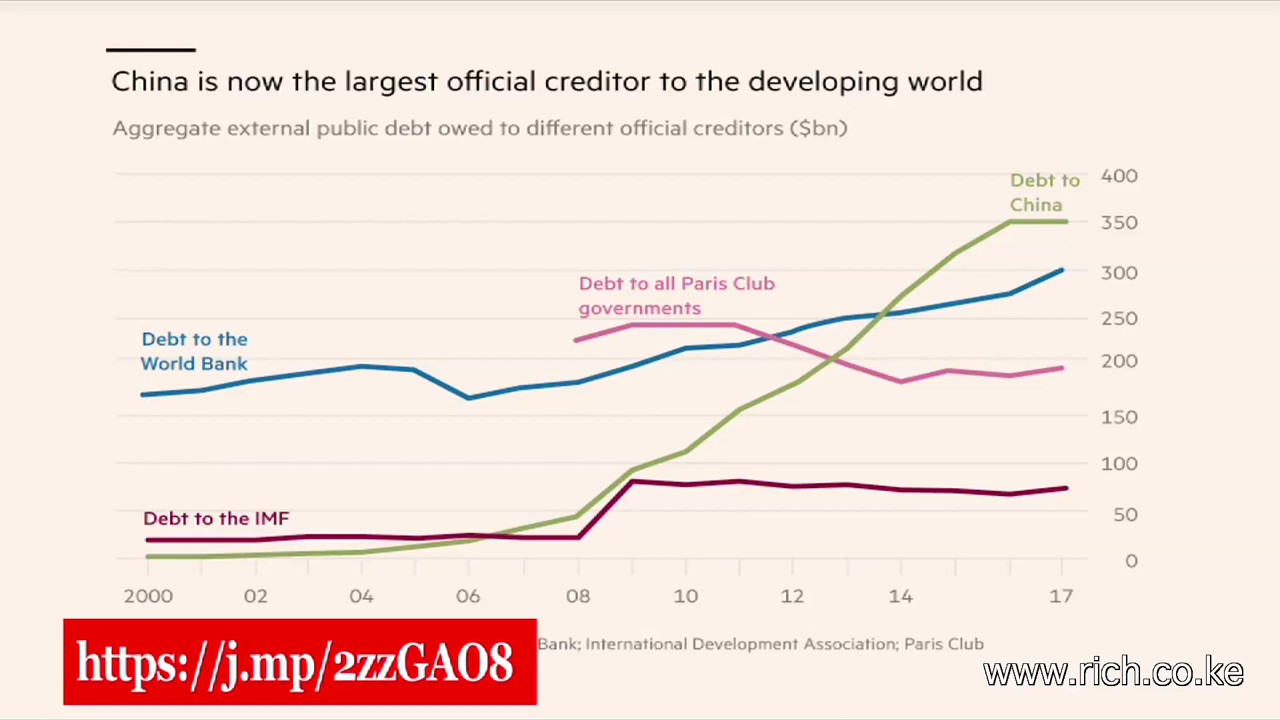 China is now the largest official creditor to the developing world
Aggregate external public debt owed to different official creditors ($bn)
Debt to
China
400
350
300
250
200
150
100
50
0
Debt to all Paris Club
governments
Debt to the
World Bank
Debt to the IMF
2000 02 04 06 08 10 12 14 17
Bank; International Development Association; Paris Club
https://j.mp/2zzGAO8
www.rich.co.ke